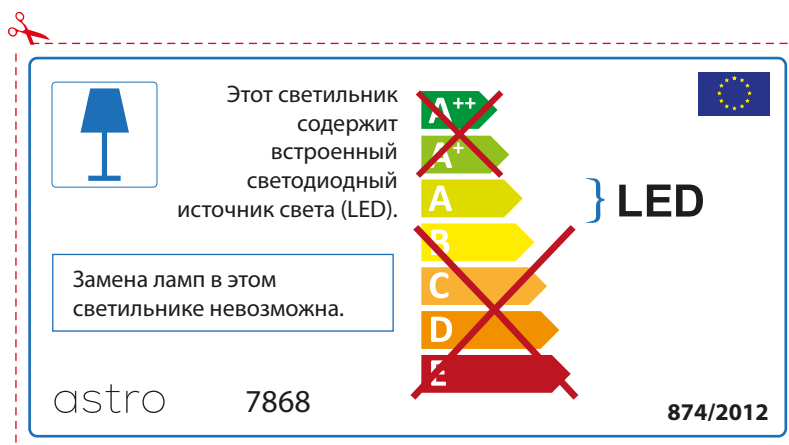 Этот светильник
содержит
встроенный
светодиодный
источник света (LED).
Замена ламп в этом
светильнике невозможна.
A++
A+
A
B
C
D
E
LED
astro
7868
874/2012